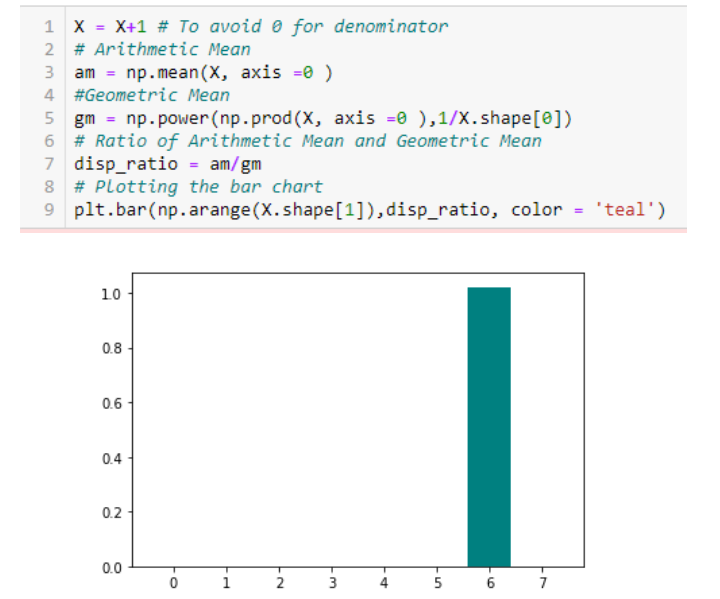 1 X = X+1 # To avoid 0 for denominator
2 # Arithmetic Mean
3 am = np.mean(X, axis =0 )
4 #Geometric Mean
5 gm = np.power(np.prod(X, axis =0 ),1/X.shape[0])
6 # Ratio of Arithmetic Mean and Geometric Mean
7 disp_ratio = am/gm
8 # Plotting the bar chart
9 plt.bar(np.arange(X.shape[1]),disp_ratio, color = 'teal')
1.0
0.8
0.6
0.4
0.2
0.0
0 1 2 3 4 5 6 7